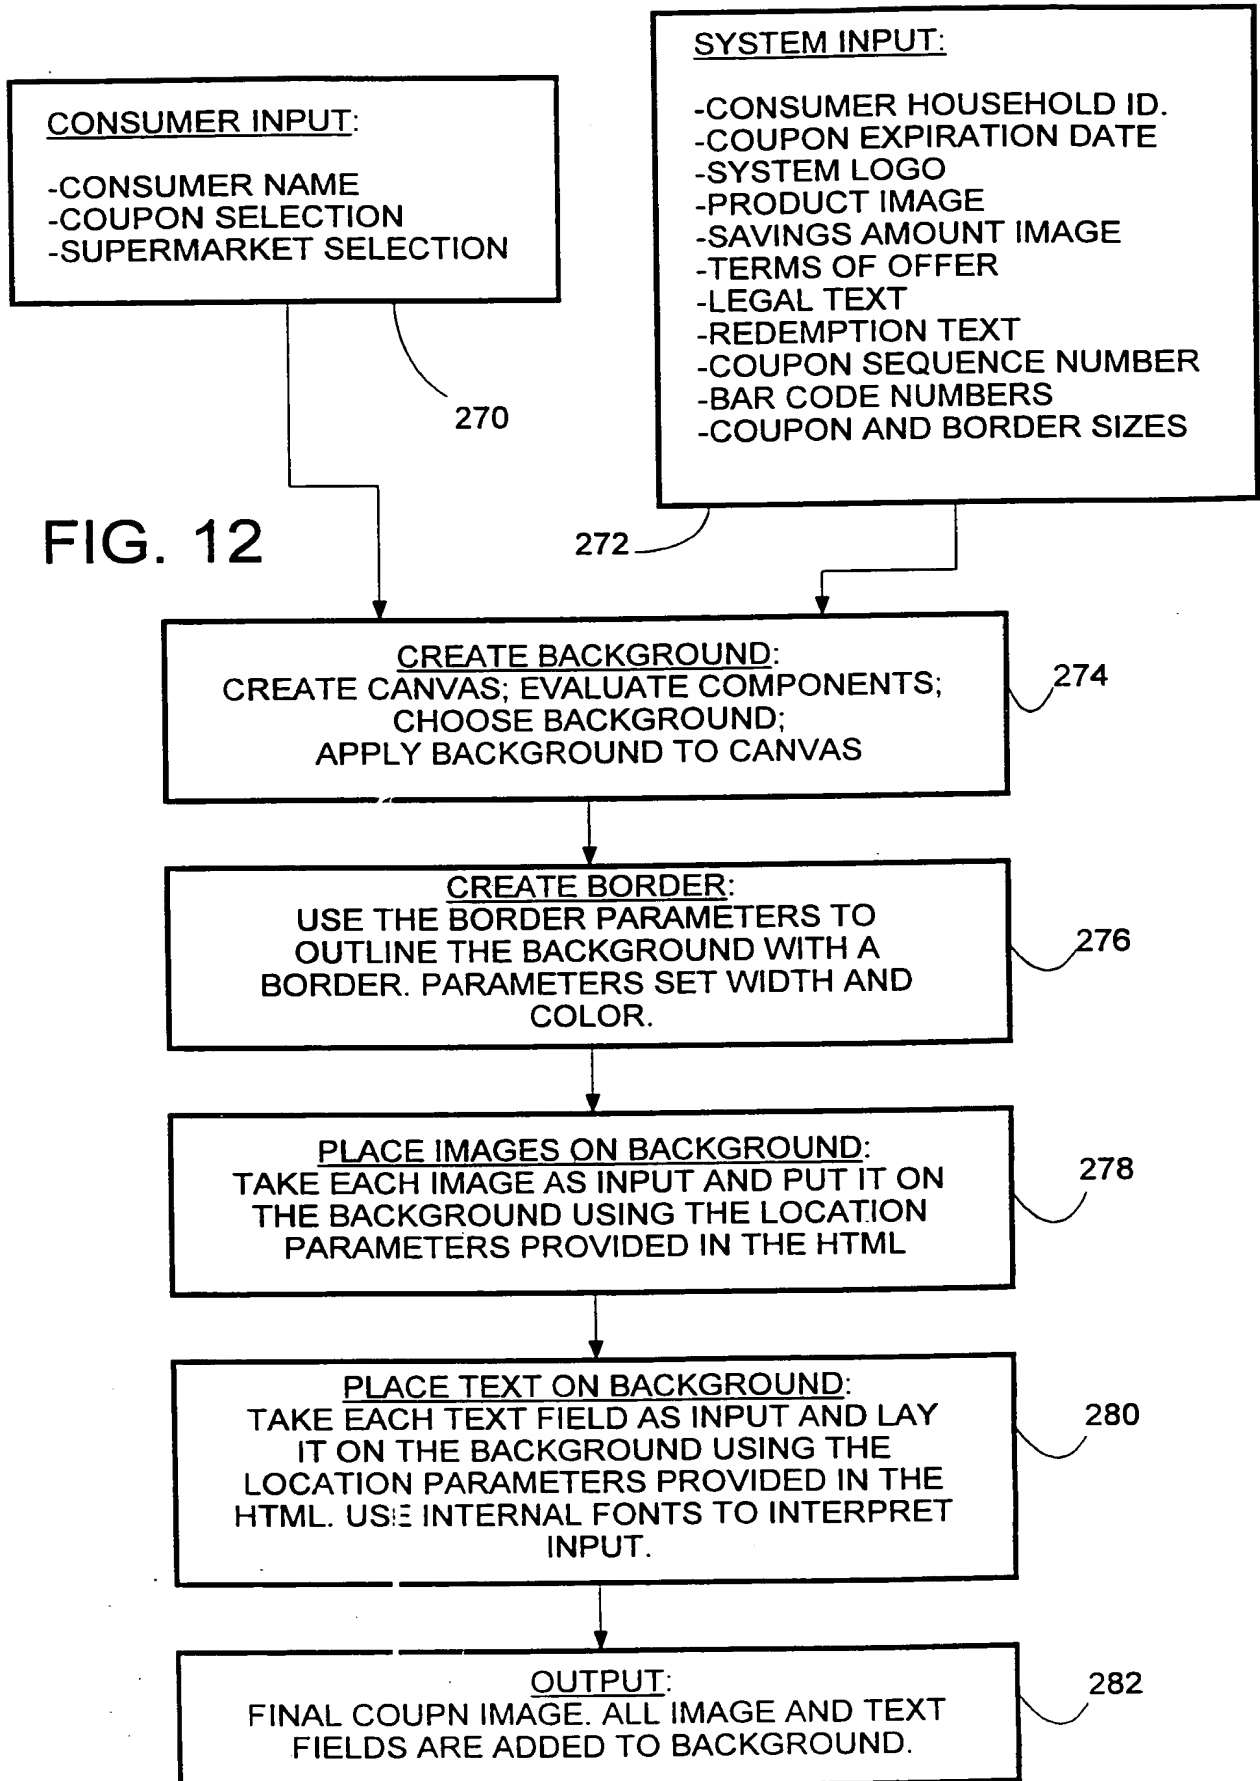 CONSUMER INPUT:
-CONSUMER NAME
-COUPON SELECTION
-SUPERMARKET SELECTION
270
SYSTEM INPUT:
-CONSUMER HOUSEHOLD ID.
-COUPON EXPIRATION DATE
-SYSTEM LOGO
-PRODUCT IMAGE
-SAVINGS AMOUNT IMAGE
-TERMS OF OFFER
-LEGAL TEXT
-REDEMPTION TEXT
-COUPON SEQUENCE NUMBER
-BAR CODE NUMBERS
-COUPON AND BORDER SIZES
272
FIG. 12
CREATE BACKGROUND:
CREATE CANVAS; EVALUATE COMPONENTS;
CHOOSE BACKGROUND;
APPLY BACKGROUND TO CANVAS
274
CREATE BORDER:
USE THE BORDER PARAMETERS TO
OUTLINE THE BACKGROUND WITH A
BORDER. PARAMETERS SET WIDTH AND
COLOR.
276
PLACE IMAGES ON BACKGROUND:
TAKE EACH IMAGE AS INPUT AND PUT IT ON
THE BACKGROUND USING THE LOCATION
PARAMETERS PROVIDED IN THE HTML
278
PLACE TEXT ON BACKGROUND:
TAKE EACH TEXT FIELD AS INPUT AND LAY
IT ON THE BACKGROUND USING THE
LOCATION PARAMETERS PROVIDED IN THE
HTML. USE INTERNAL FONTS TO INTERPRET
INPUT.
280
OUTPUT:
FINAL COUPN IMAGE. ALL IMAGE AND TEXT
FIELDS ARE ADDED TO BACKGROUND.
282